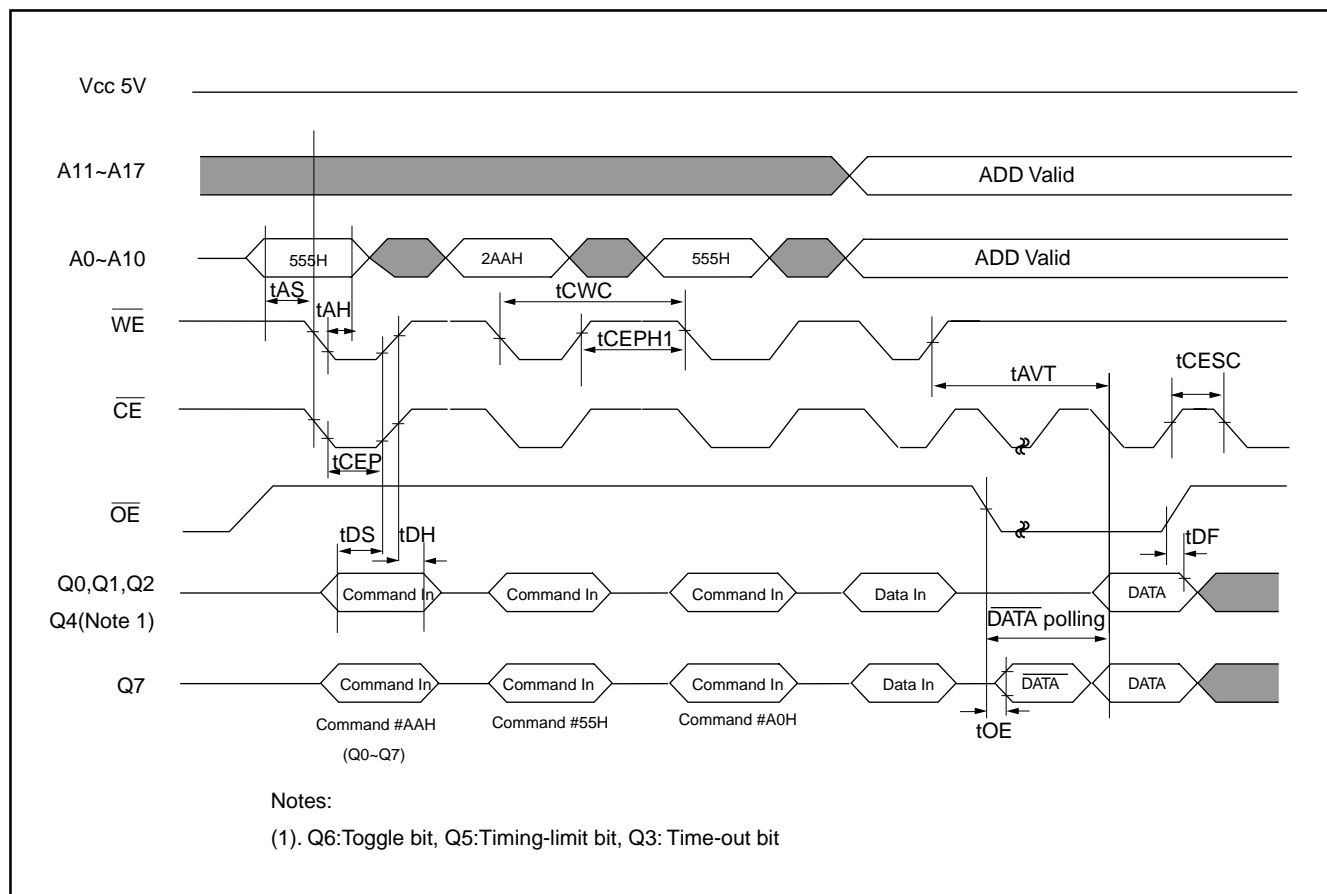 Vcc 5V
A11~A17
ADD Valid
A0~A10
555H
2AAH
555H
ADD Valid
tAS
tAH
tCWC
WE
tCEPH1
tAVT
tCESC
CE
tCEP
OE
tDS
tDH
tDF
Q0,Q1,Q2
Command In
Command In
Command In
Data In
DATA
Q4(Note 1)
DATA polling
Q7
Command In
Command In
Command In
Data In
DATA
DATA
Command #AAH
Command #55H
Command #A0H
tOE
(Q0~Q7)
Notes:
(1). Q6:Toggle bit, Q5:Timing-limit bit, Q3: Time-out bit